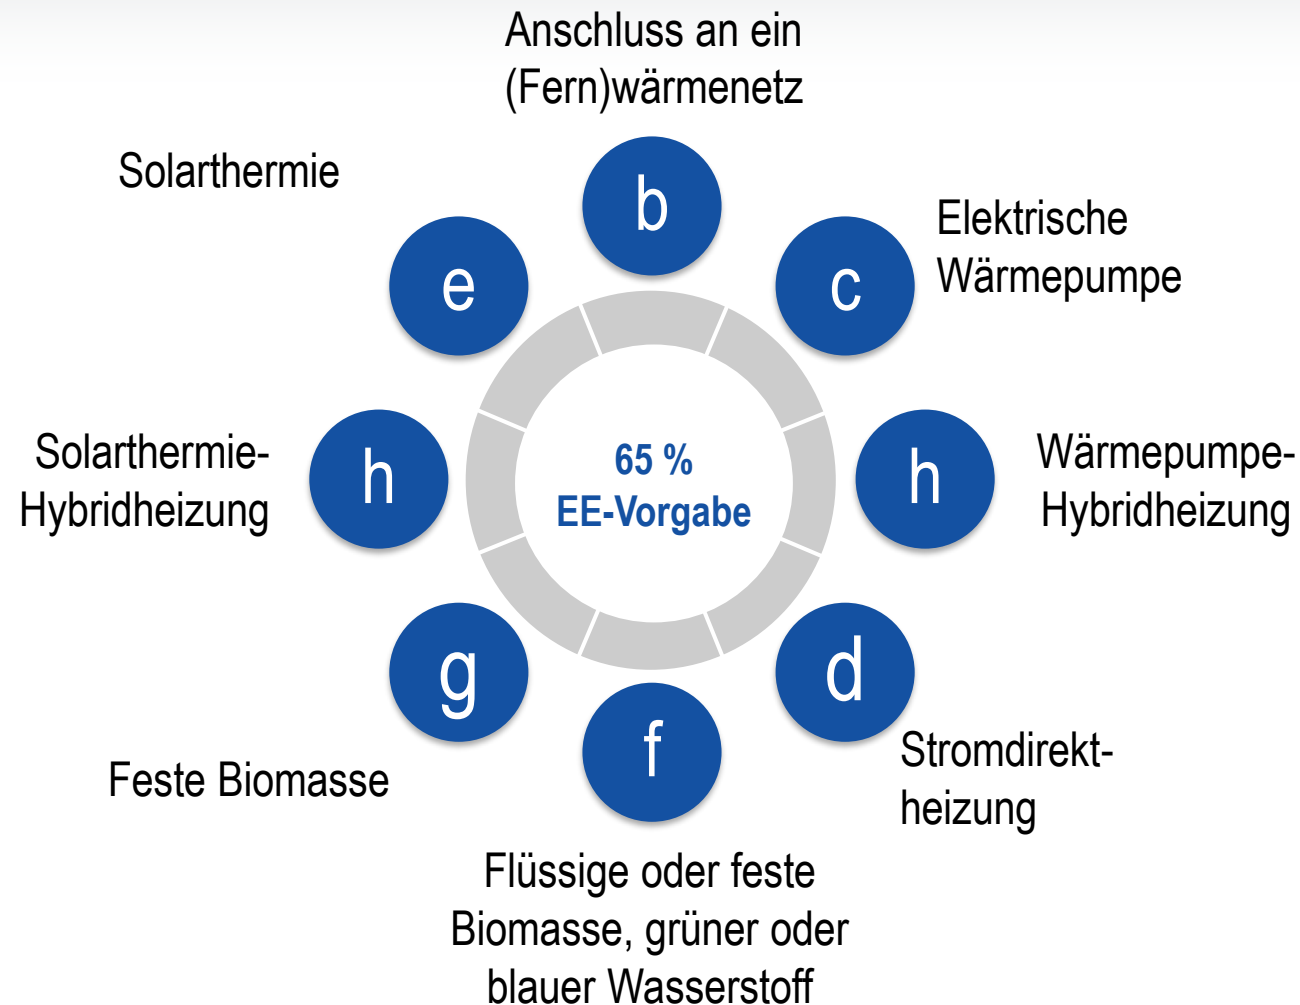 Anschluss an ein
(Fern)wärmenetz
b
Solarthermie
e
Elektrische
Wärmepumpe
c
Solarthermie-
Hybridheizung
h
65 %
EE-Vorgabe
h
Wärmepumpe-
Hybridheizung
g
Feste Biomasse
d
Stromdirekt-
heizung
f
Flüssige oder feste
Biomasse, grüner oder
blauer Wasserstoff